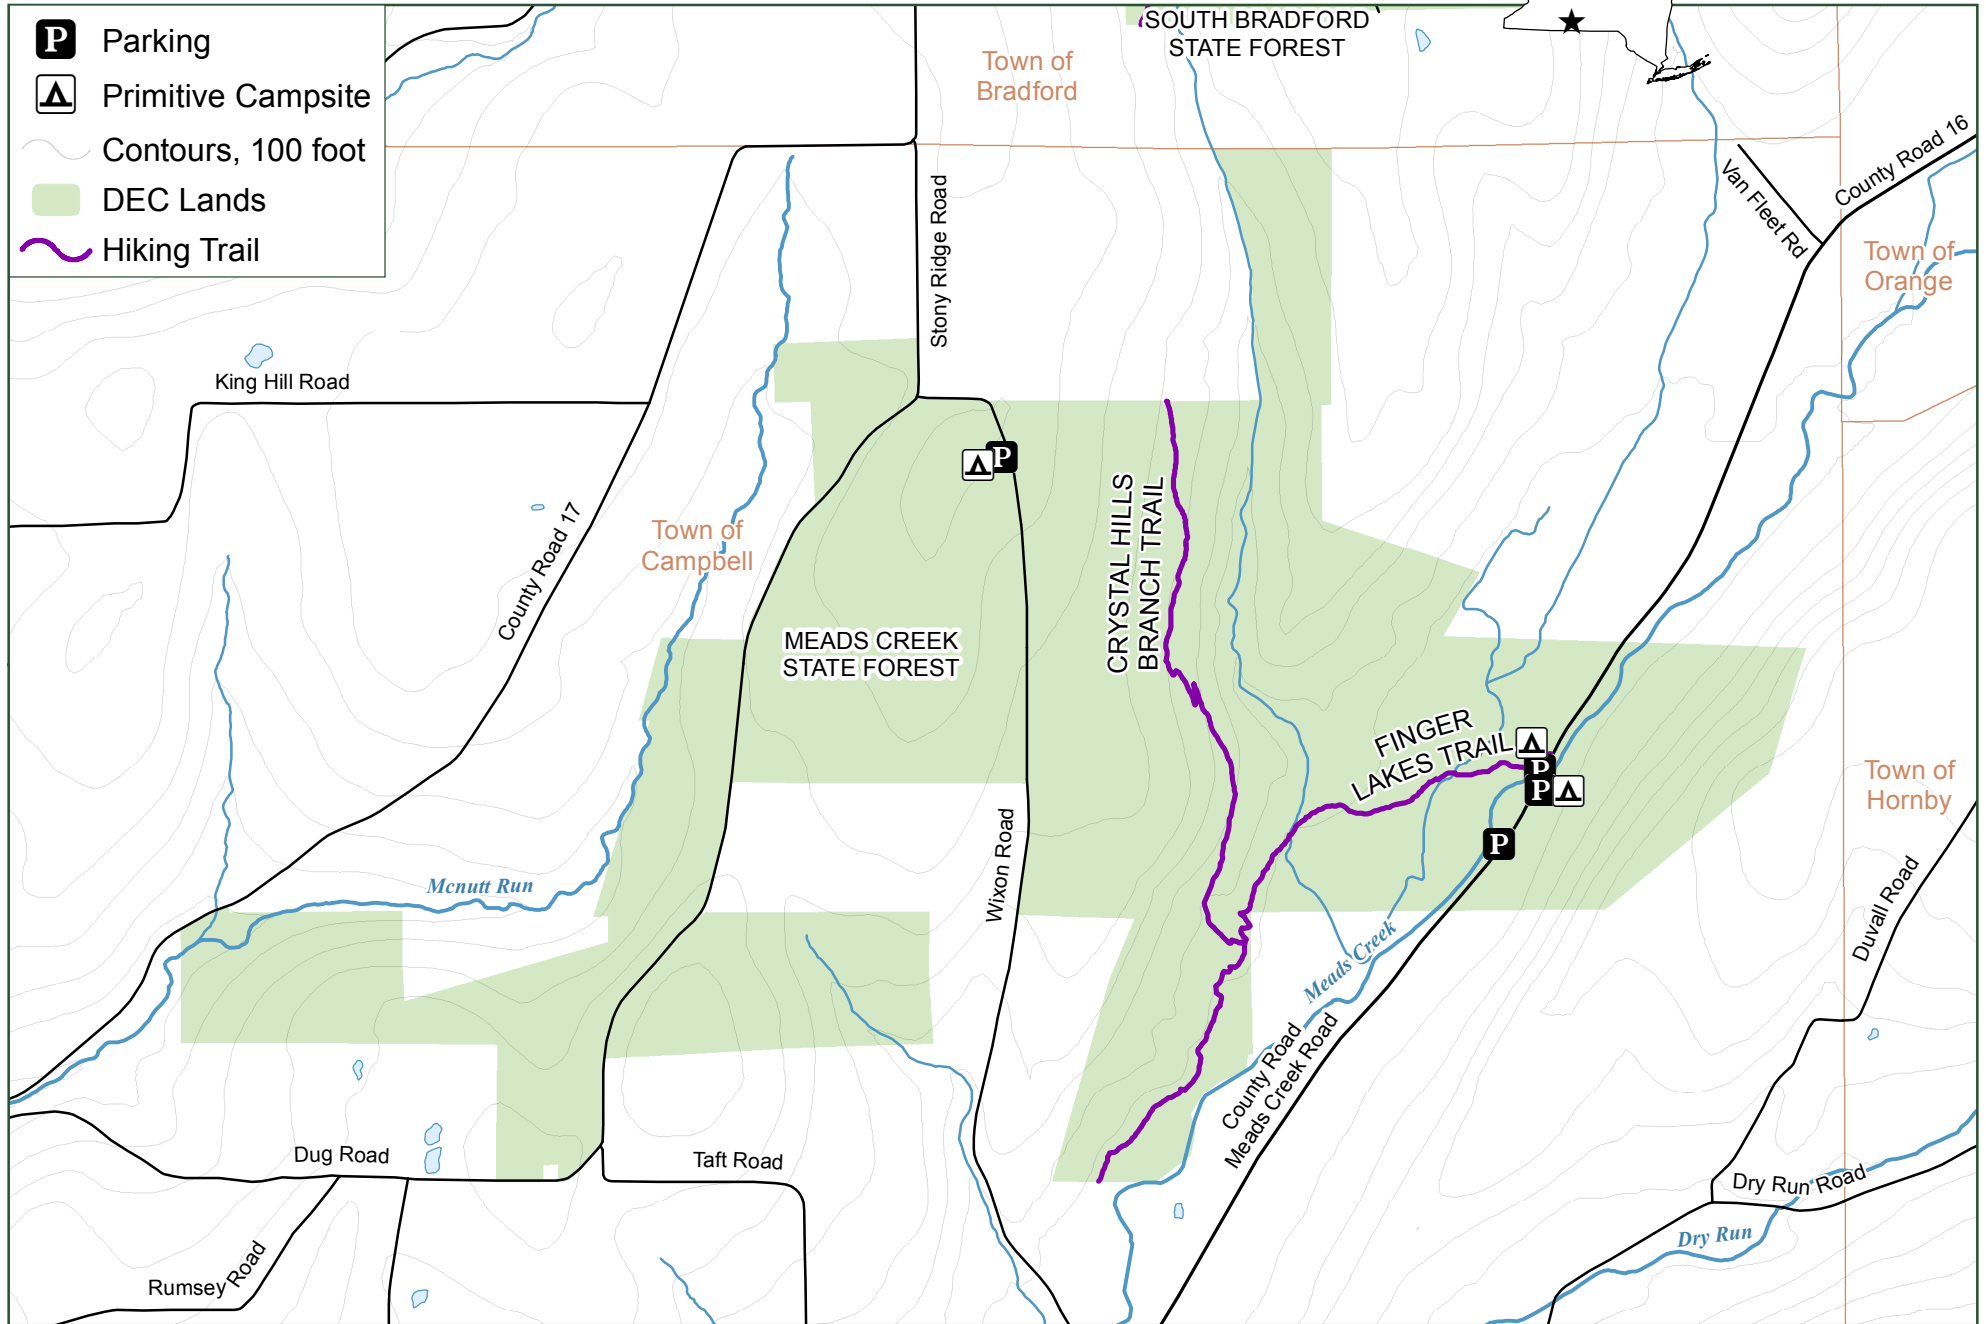 P Parking
Primitive Campsite
Contours, 100 foot
DEC Lands
Hiking Trail
SOUTH BRADFORD
STATE FOREST
Town of
Bradford
County Road 16
Van Fleet Rd
Town of
Orange
Stony Ridge Road
King Hill Road
P
County Road 17
Town of
Campbell
CRYSTAL HILLS
BRANCH TRAIL
MEADS CREEK
STATE FOREST
FINGER
LAKES TRAIL
P
P
P
Town of
Hornby
Wixon Road
Mcnutt Run
Duvall Road
Meads Creek
County Road
Meads Creek Road
Dug Road
Taft Road
Dry Run Road
Dry Run
Rumsey Road